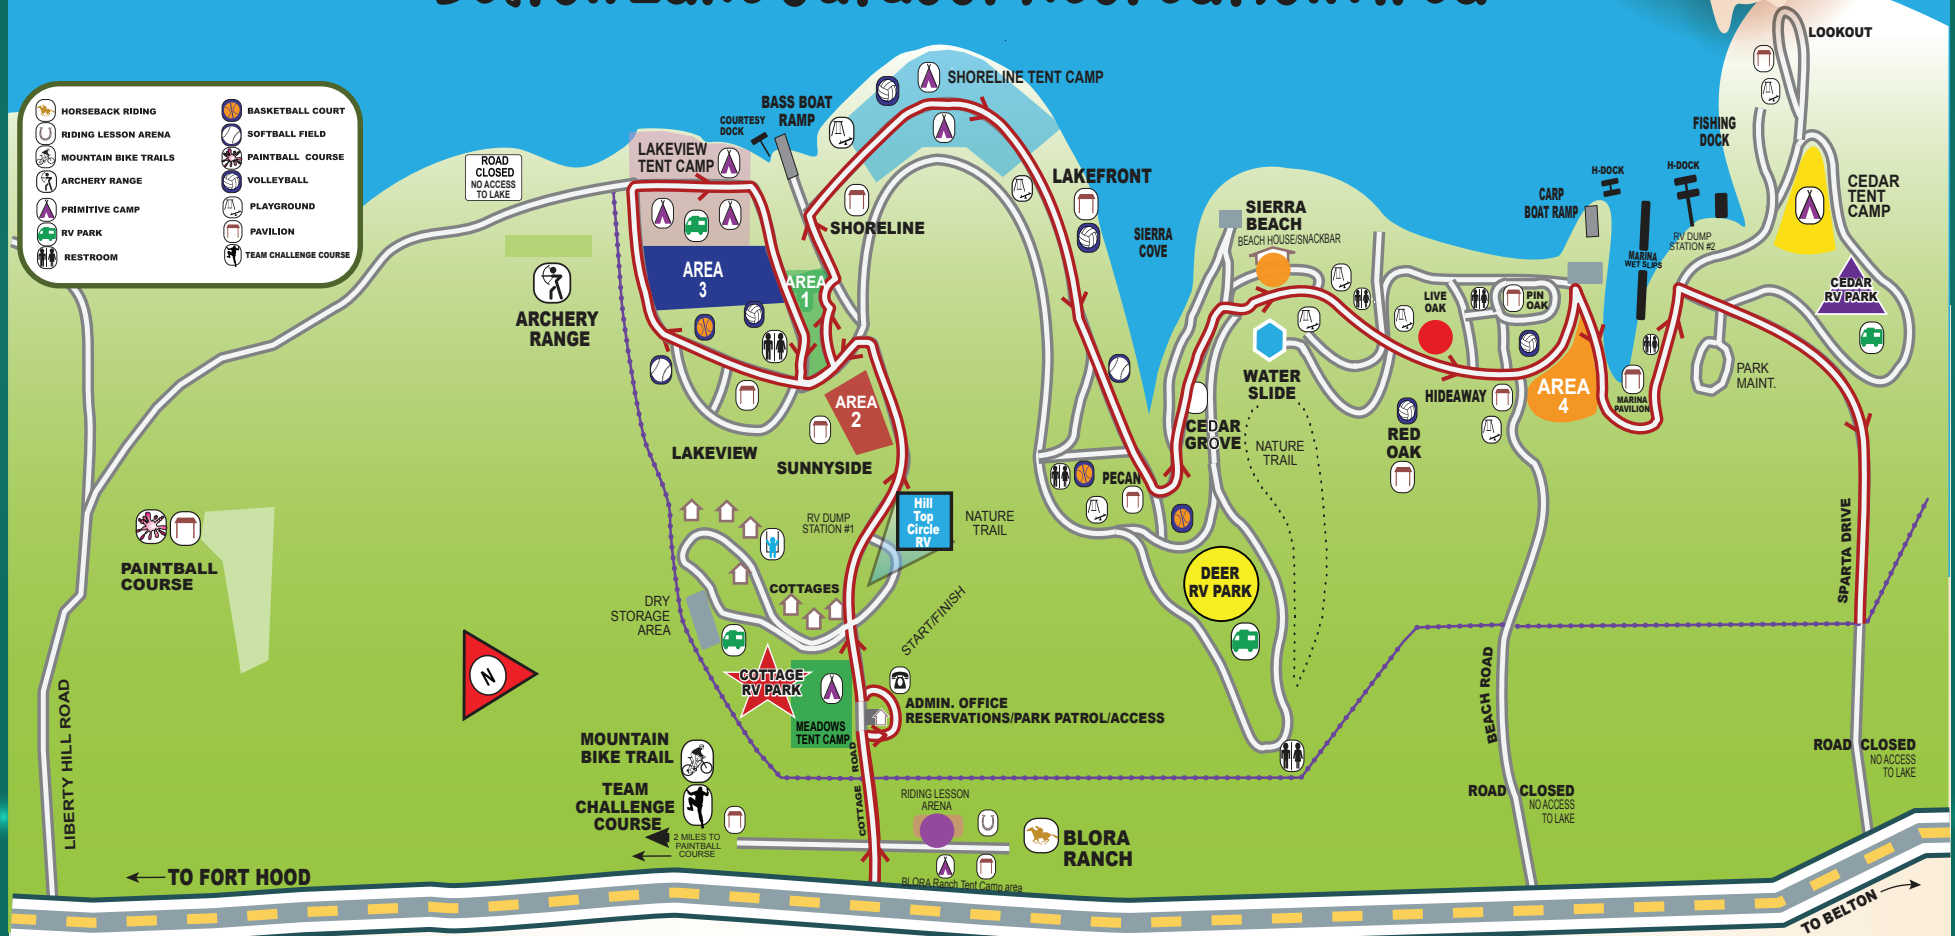 HORSEBACK RIDING
RIDING LESSON ARENA
MOUNTAIN BIKE TRAILS
ARCHERY RANGE
PRIMITIVE CAMP
RV PARK
RESTROOM
BASKETBALL COURT
SOFTBALL FIELD
PAINTBALL COURSE
VOLLEYBALL
PLAYGROUND
PAVILION
TEAM CHALLENGE COURSE
ROAD
CLOSED
NO ACCESS
TO LAKE
LAKEVIEW
TENT CAMP
COURTESY
DOCK
BASS BOAT
RAMP
SHORELINE TENT CAMP
SHORELINE
LAKEFRONT
SIERRA
COVE
SIERRA
BEACH
BEACH HOUSE/SNACKBAR
CARP
BOAT RAMP
H-DOCK
H-DOCK
FISHING
DOCK
LOOKOUT
CEDAR
TENT
CAMP
RV DUMP
STATION #2
MARINA
WET SLIPS
CEDAR
RV PARK
ARCHERY
RANGE
AREA
3
AREA
1
AREA
2
LAKEVIEW
SUNNYSIDE
WATER
SLIDE
LIVE
OAK
PIN
OAK
HIDEAWAY
AREA
4
MARINA
PAVILION
PARK
MAINT.
RED
OAK
CEDAR
GROVE
NATURE
TRAIL
PECAN
PAINTBALL
COURSE
RV DUMP
STATION #1
Hill
Top
Circle
RV
NATURE
TRAIL
COTTAGES
DRY
STORAGE
AREA
START/FINISH
DEER
RV PARK
SPARTA DRIVE
N
COTTAGE
RV PARK
MEADOWS
TENT CAMP
ADMIN. OFFICE
RESERVATIONS/PARK PATROL/ACCESS
COTTAGE ROAD
BEACH ROAD
LIBERTY HILL ROAD
MOUNTAIN
BIKE TRAIL
TEAM
CHALLENGE
COURSE
2 MILES TO
PAINTBALL
COURSE
RIDING LESSON
ARENA
BLORA
RANCH
BLORA Ranch Tent Camp area
ROAD CLOSED
NO ACCESS
TO LAKE
ROAD CLOSED
NO ACCESS
TO LAKE
TO FORT HOOD
TO BELTON